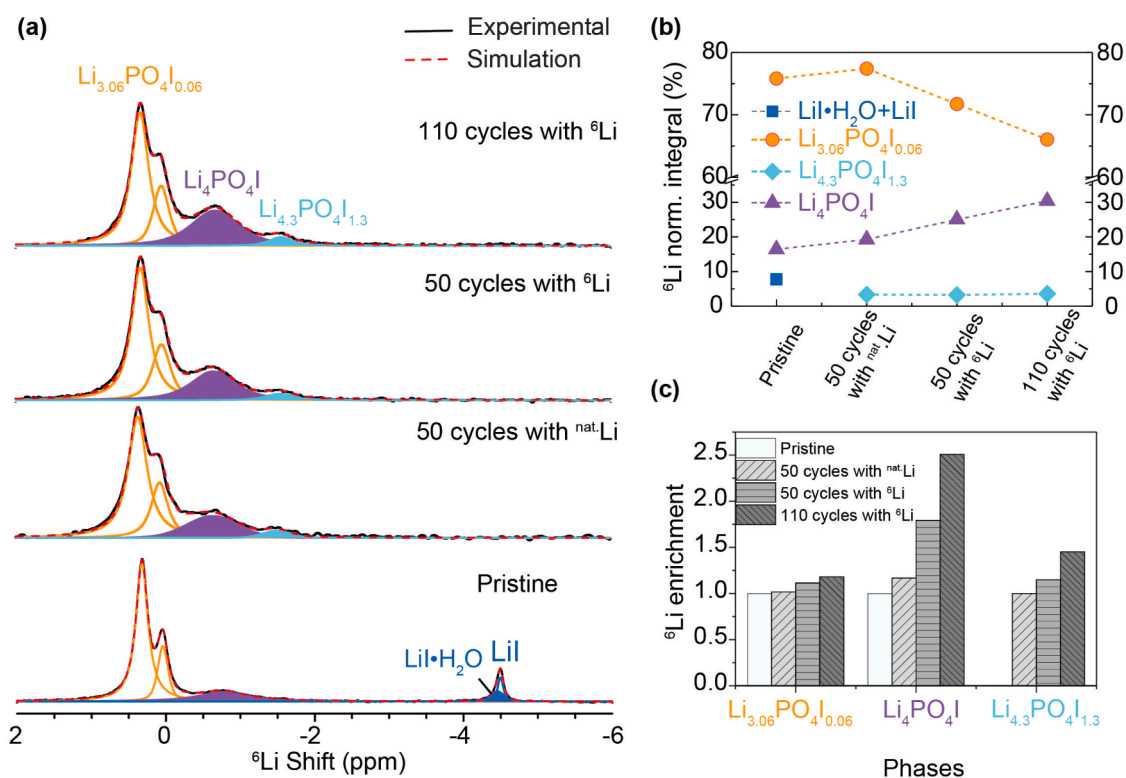 (a)
Experimental
Simulation
Li₃.₀₆PO₄I₀.₀₆
110 cycles with ⁶Li
Li₄PO₄I
Li₄.₃PO₄I₁.₃
50 cycles with ⁶Li
50 cycles with ⁿᵃᵗ·Li
Pristine
LiI•H₂O
LiI
2 0 -2 -4 -6
⁶Li Shift (ppm)
(b)
⁶Li norm. integral (%)
80
70
60
30
20
10
0
LiI•H₂O+LiI
Li₃.₀₆PO₄I₀.₀₆
Li₄.₃PO₄I₁.₃
Li₄PO₄I
80
70
60
30
20
10
0
Pristine
50 cycles
with ⁿᵃᵗ·Li
50 cycles
with ⁶Li
110 cycles
with ⁶Li
(c)
⁶Li enrichment
2.5
2.0
1.5
1.0
0.5
0.0
Pristine
50 cycles with ⁿᵃᵗ·Li
50 cycles with ⁶Li
110 cycles with ⁶Li
Li₃.₀₆PO₄I₀.₀₆ Li₄PO₄I Li₄.₃PO₄I₁.₃
Phases